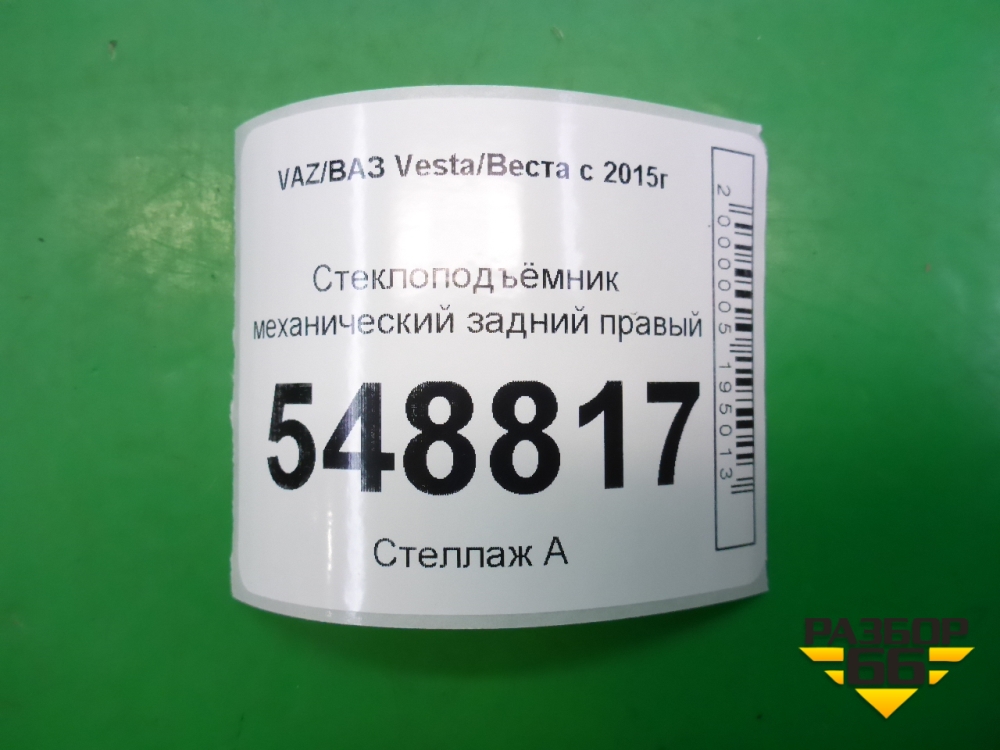 VAZ/ВАЗ Vesta/Веста с 2015г
Стеклоподъёмник
механический задний правый
548817
Стеллаж А
2000005195013
РАЗБОР
66